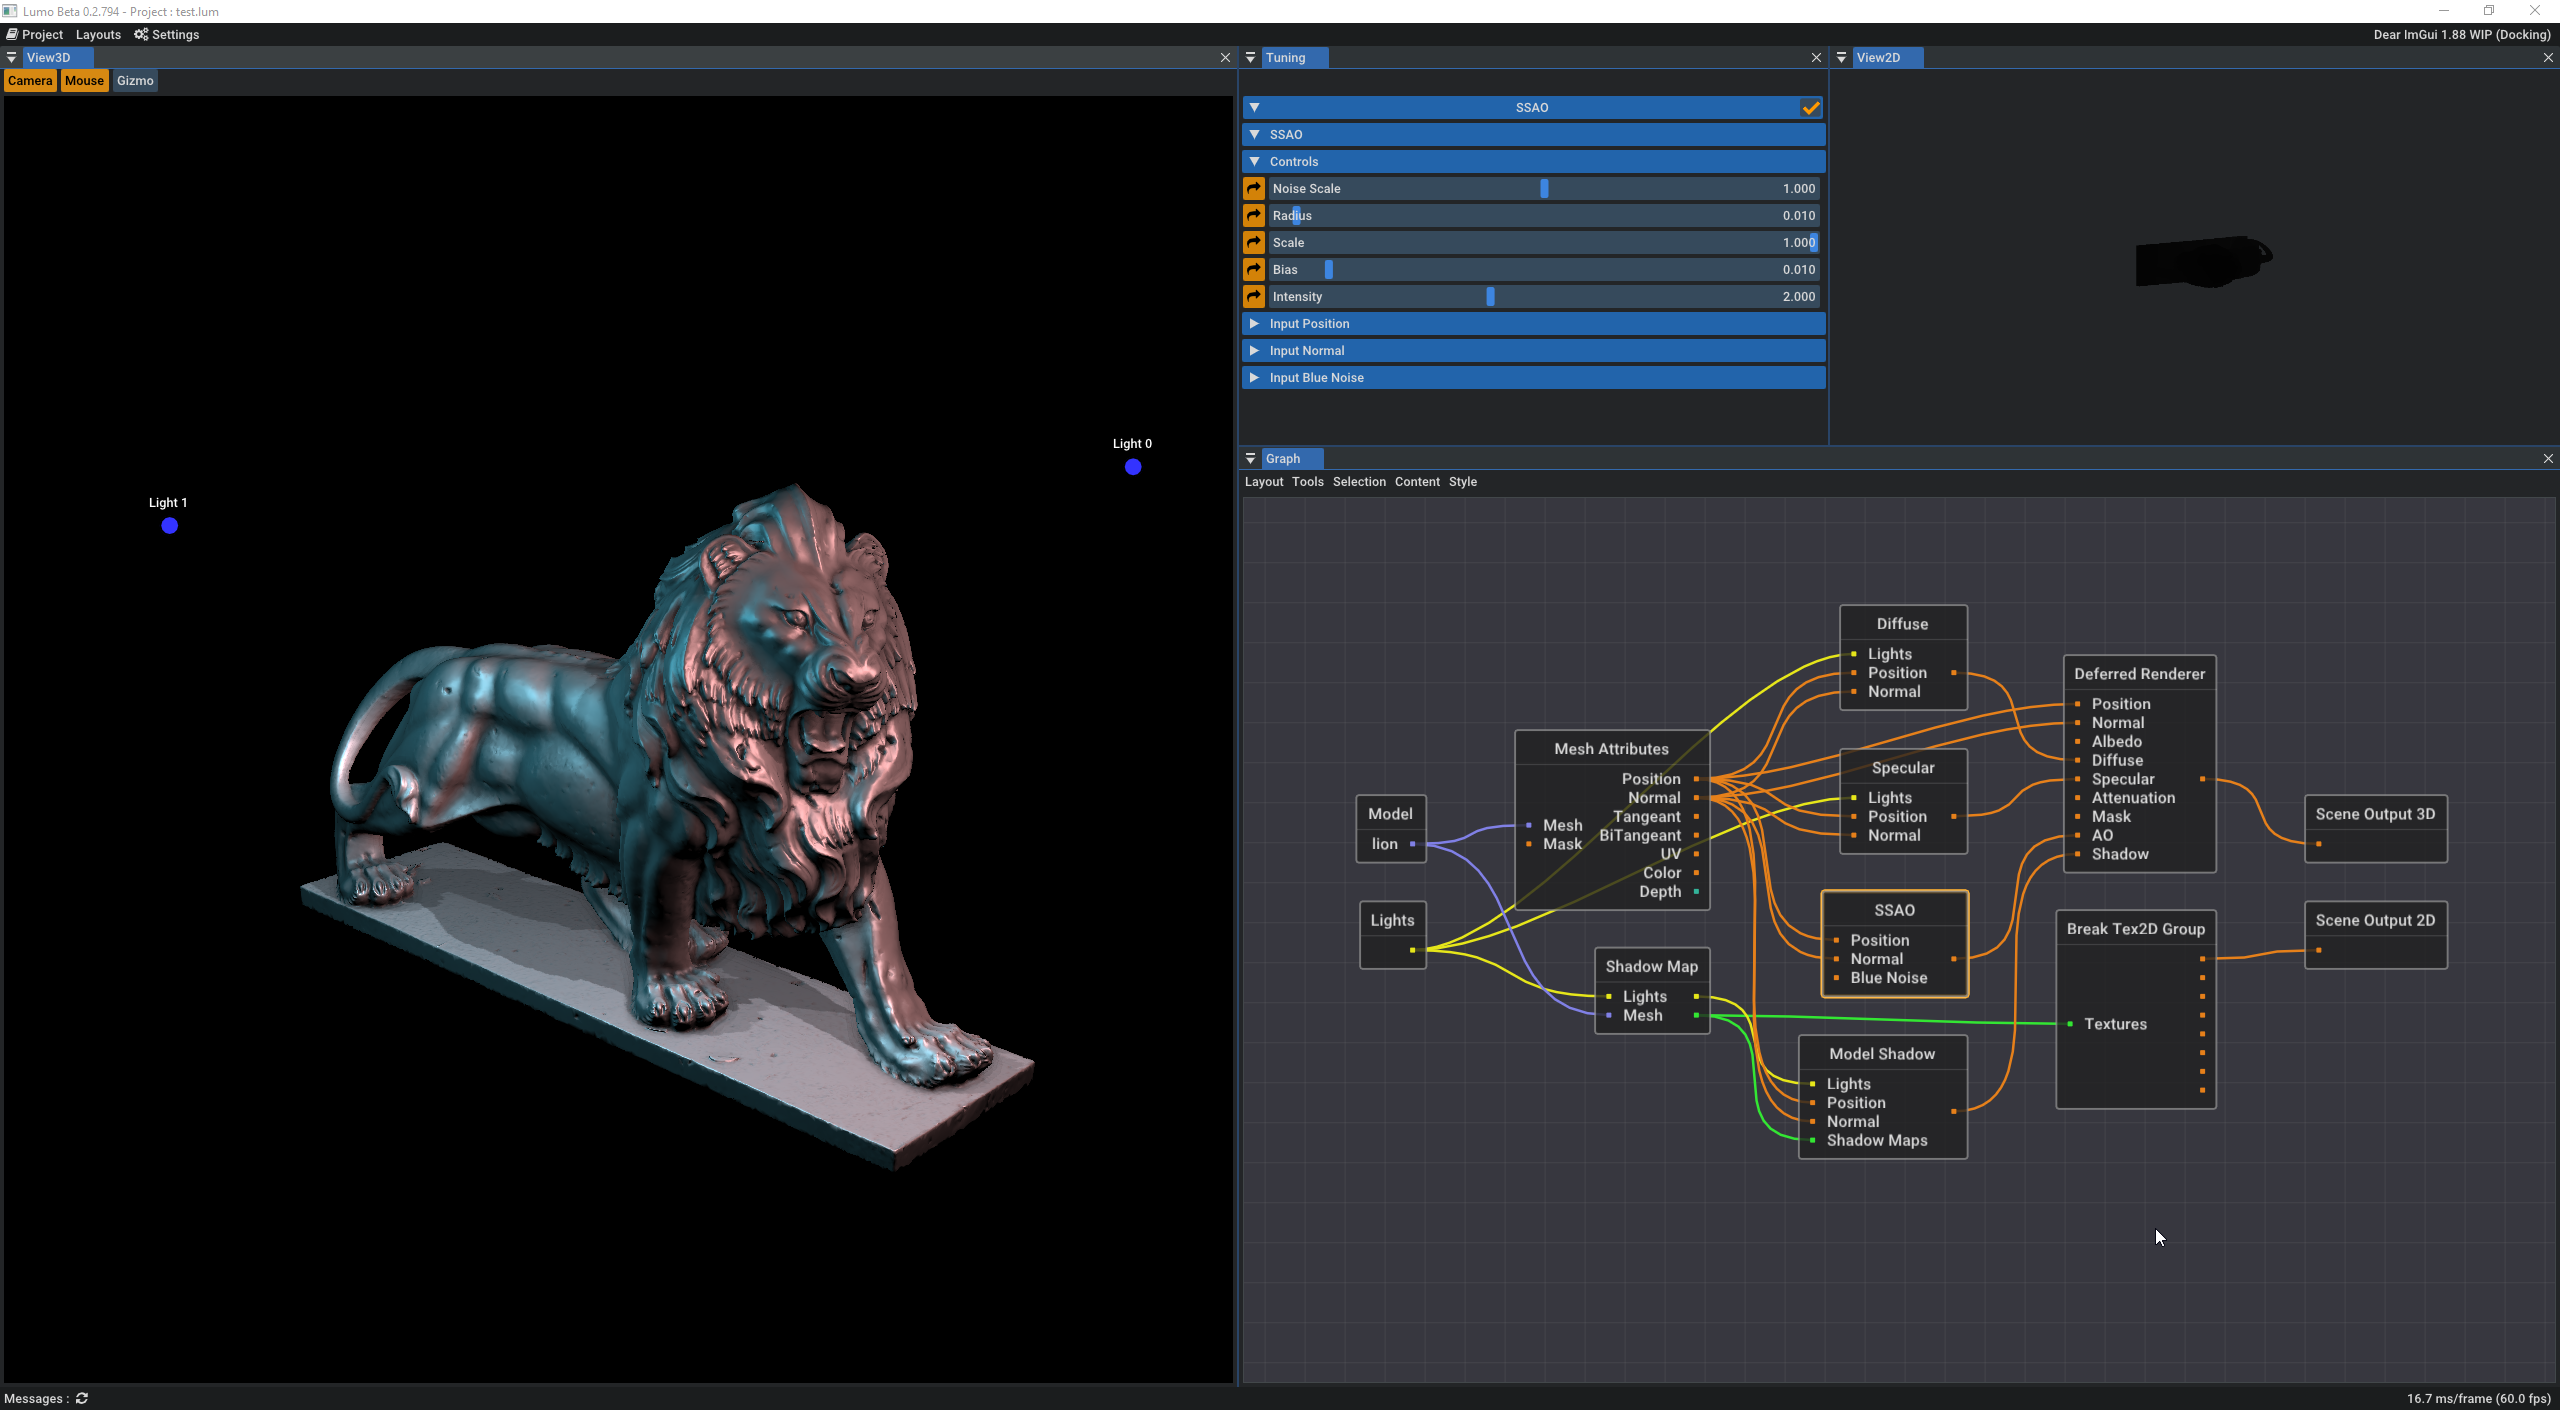 Lumo Beta 0.2.794 - Project : test.lum
Project Layouts Settings
Dear ImGui 1.88 WIP (Docking)
View3D
Camera Mouse Gizmo
Light 0
Light 1
Tuning
SSAO
SSAO
Controls
Noise Scale 1.000
Radius 0.010
Scale 1.000
Bias 0.010
Intensity 2.000
Input Position
Input Normal
Input Blue Noise
View2D
Graph
Layout Tools Selection Content Style
Model
lion
Lights
Mesh Attributes
Position
Normal
Tangeant
Mesh BiTangeant
Mask
UV
Color
Depth
Shadow Map
Lights
Mesh
Diffuse
Lights
Position
Normal
Specular
Lights
Position
Normal
SSAO
Position
Normal
Blue Noise
Model Shadow
Lights
Position
Normal
Shadow Maps
Deferred Renderer
Position
Normal
Albedo
Diffuse
Specular
Attenuation
Mask
AO
Shadow
Break Tex2D Group
Textures
Scene Output 3D
Scene Output 2D
Messages :
16.7 ms/frame (60.0 fps)